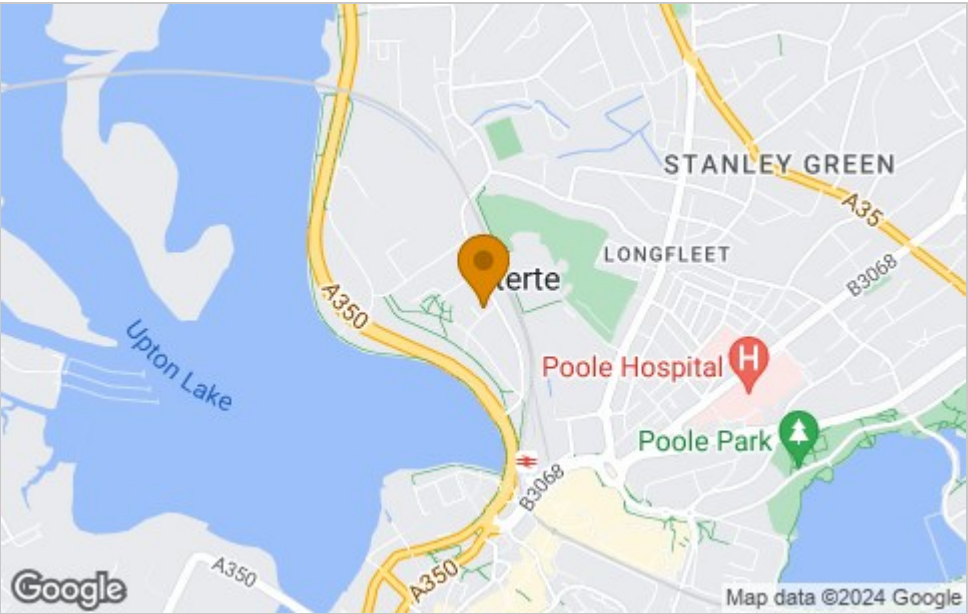 STANLEY GREEN
A35
LONGFLEET
B3068
terte
A350
Upton Lake
Poole Hospital
H
Poole Park
B3068
A350
A350
Google
Map data ©2024 Google